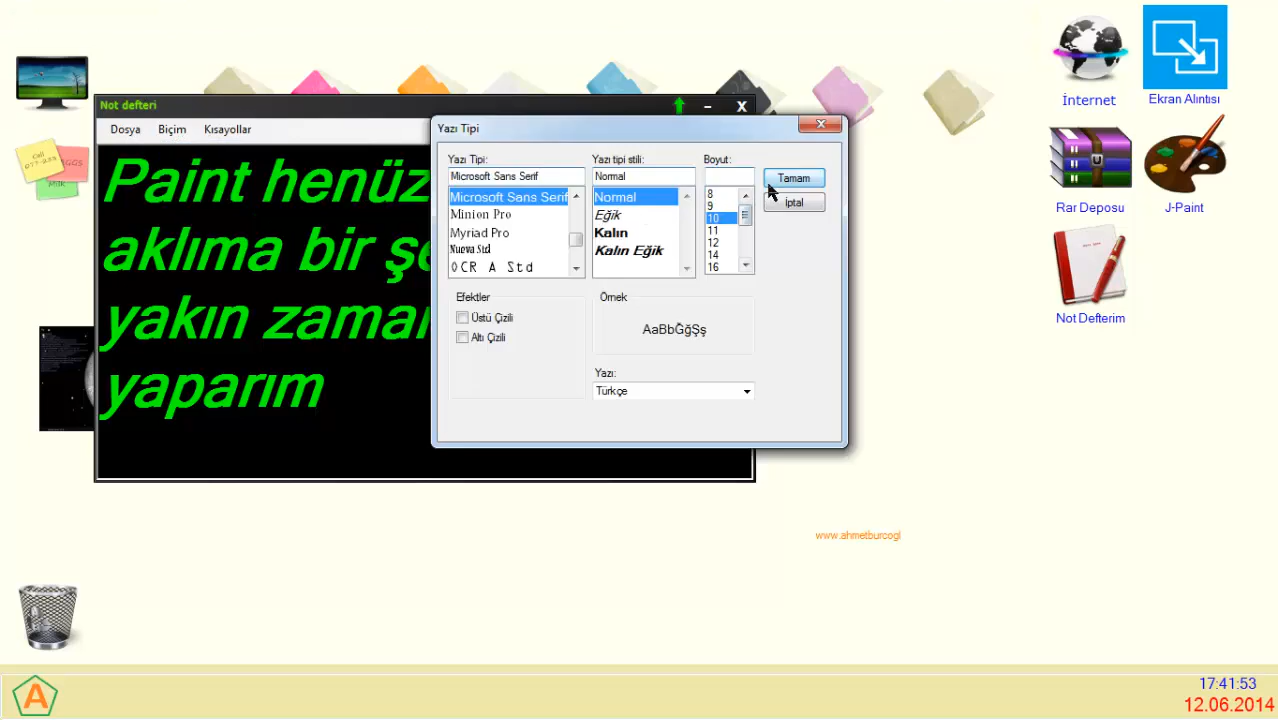 İnternet
Ekran Alıntısı
Rar Deposu
J-Paint
Not Defterim
Not defteri
Dosya Biçim Kısayollar
Paint henüz
aklıma bir şe
yakın zaman
yaparım
Yazı Tipi
Yazı Tipi:
Microsoft Sans Serif
Microsoft Sans Serif
Minion Pro
Myriad Pro
Nueva Std
OCR A Std
Yazı tipi stili:
Normal
Normal
Eğik
Kalın
Kalın Eğik
Boyut:
8
9
10
11
12
14
16
Tamam
İptal
Efektler
Üstü Çizili
Altı Çizili
Örnek
AaBbĞğŞş
Yazı:
Türkçe
www.ahmetburcogl
A
17:41:53
12.06.2014